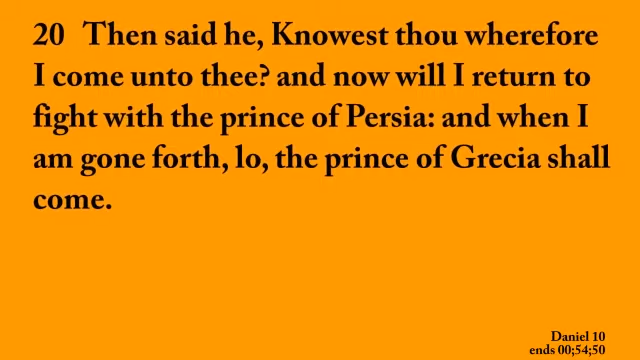 20 Then said he, Knowest thou wherefore
I come unto thee? and now will I return to
fight with the prince of Persia: and when I
am gone forth, lo, the prince of Grecia shall
come.
Daniel 10
ends 00;54;50